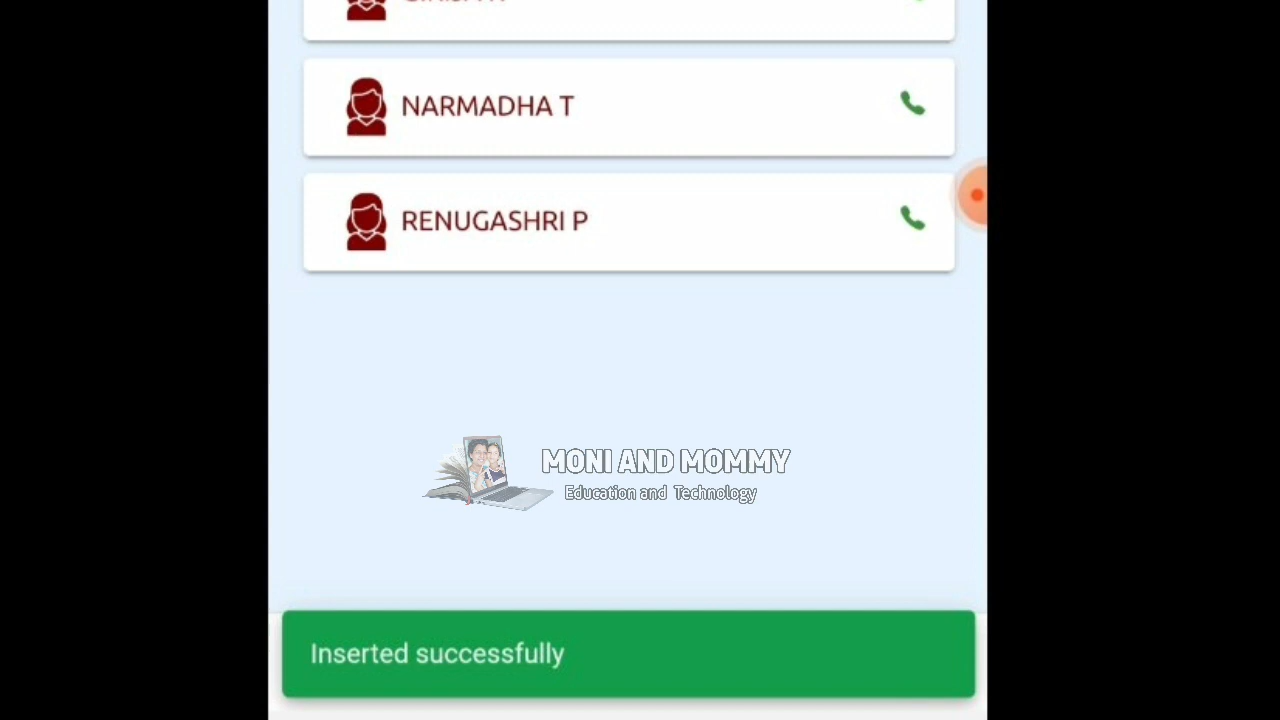 NARMADHA T
RENUGASHRI P
MONI AND MOMMY
Education and Technology
Inserted successfully